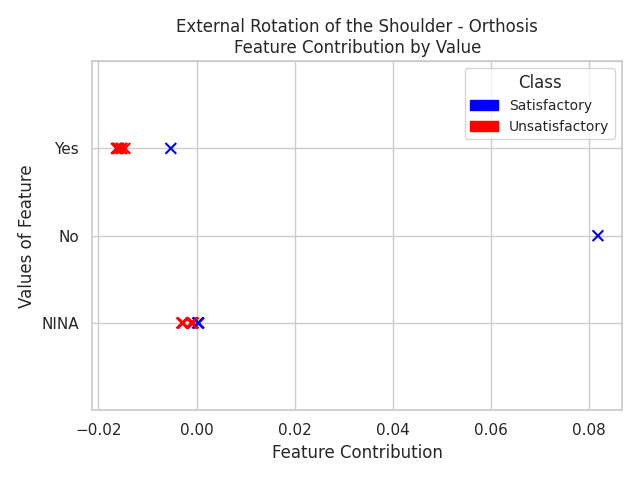 External Rotation of the Shoulder - Orthosis
Feature Contribution by Value
Class
Satisfactory
Unsatisfactory
Values of Feature
Yes
No
NINA
−0.02 0.00 0.02 0.04 0.06 0.08
Feature Contribution